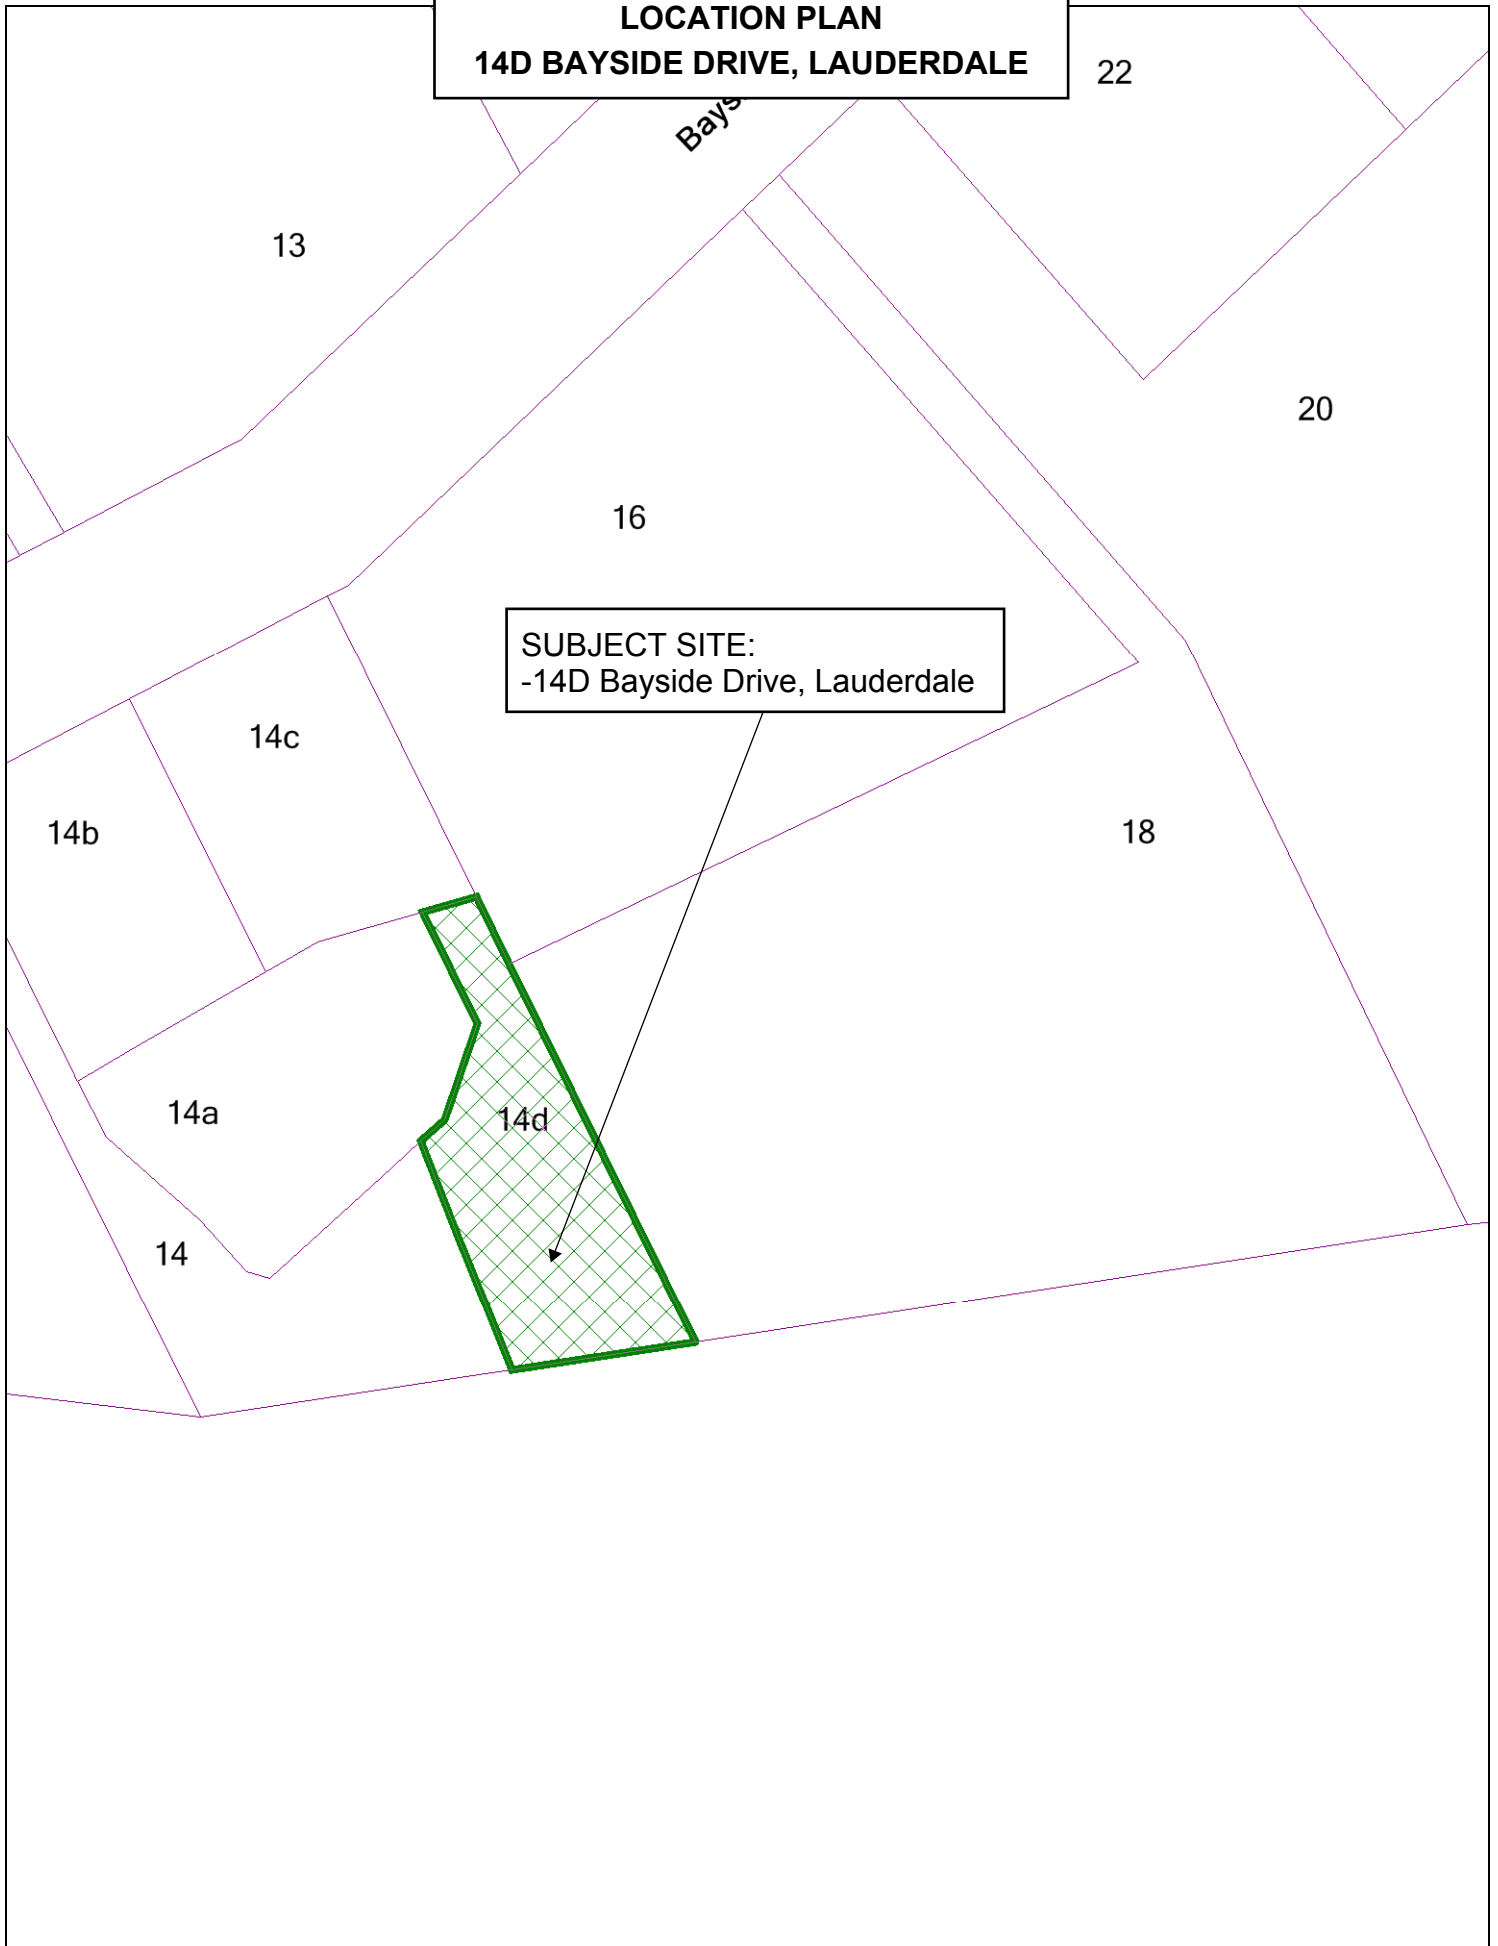 LOCATION PLAN
14D BAYSIDE DRIVE, LAUDERDALE
22
13
20
16
SUBJECT SITE:
-14D Bayside Drive, Lauderdale
14c
14b
18
14a
14d
14